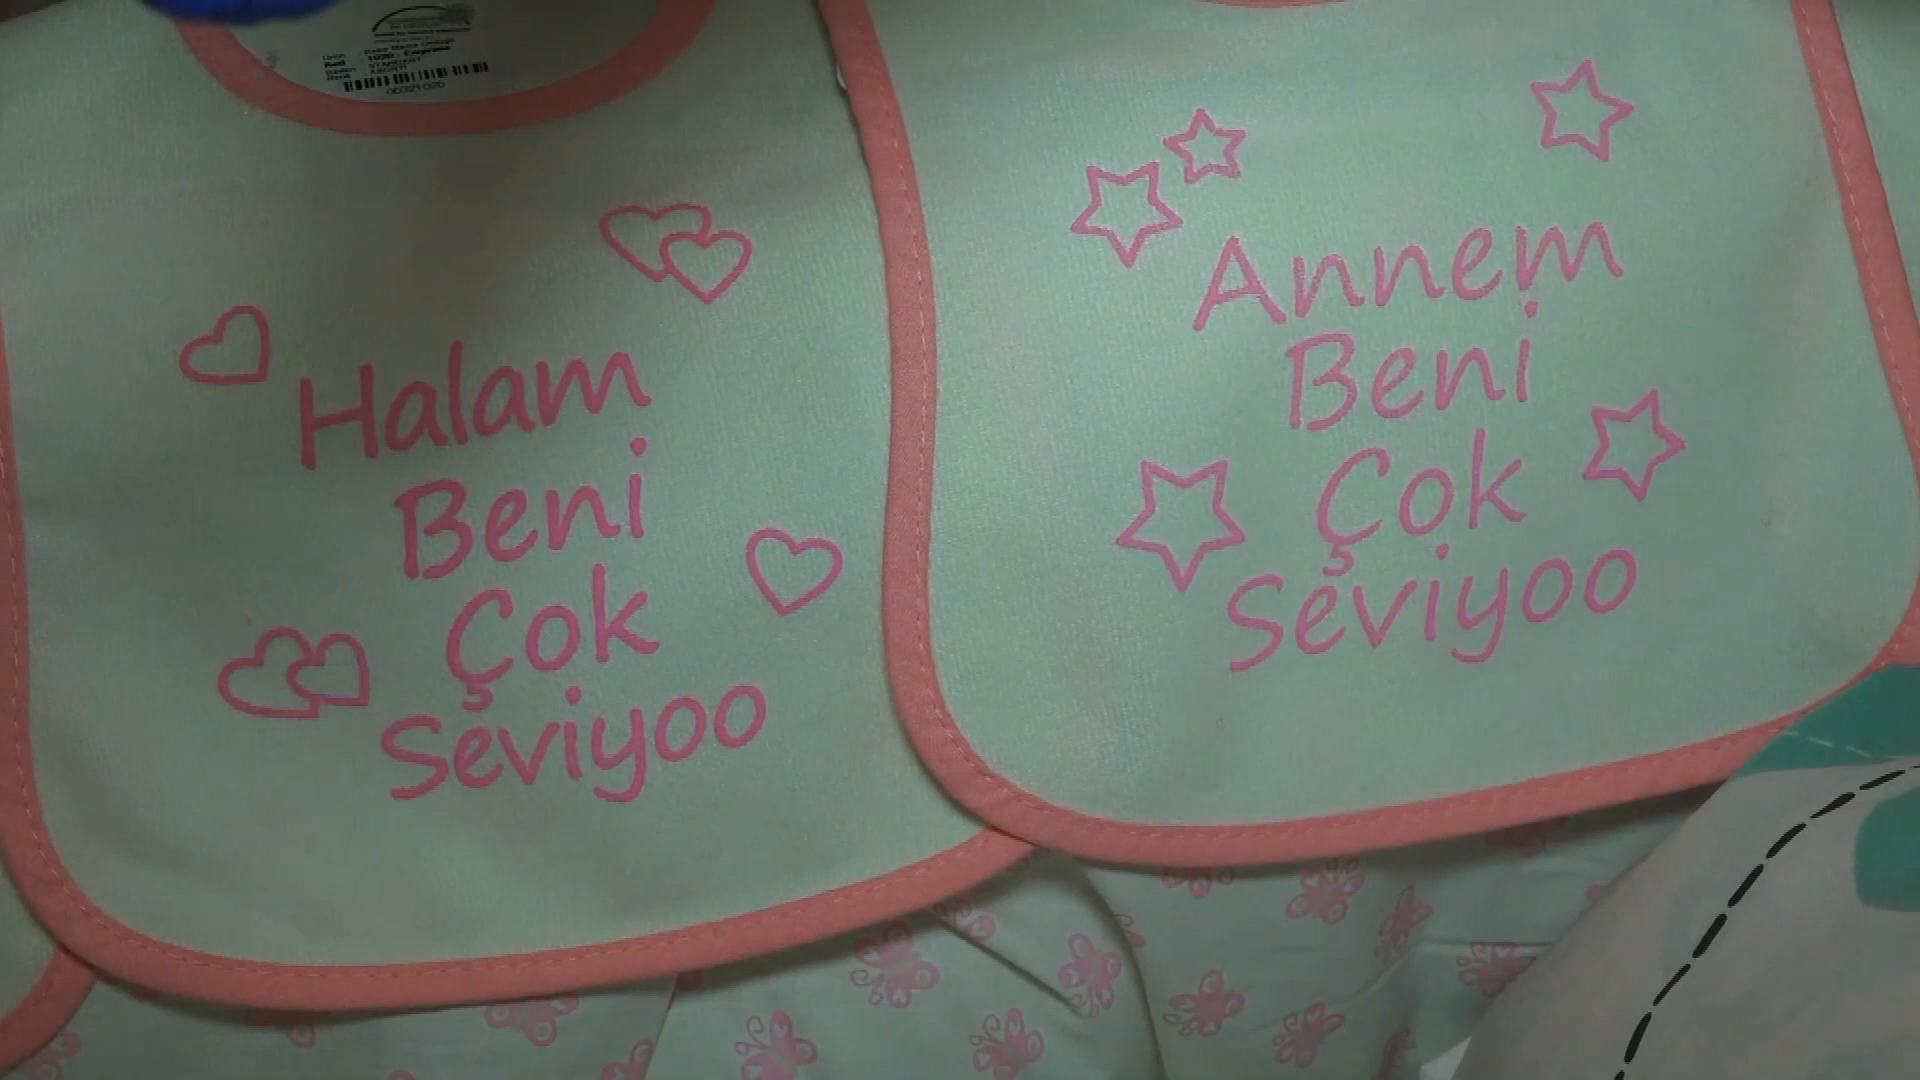 Halam
Beni
Çok
Seviyoo
Annem
Beni
Çok
Seviyoo